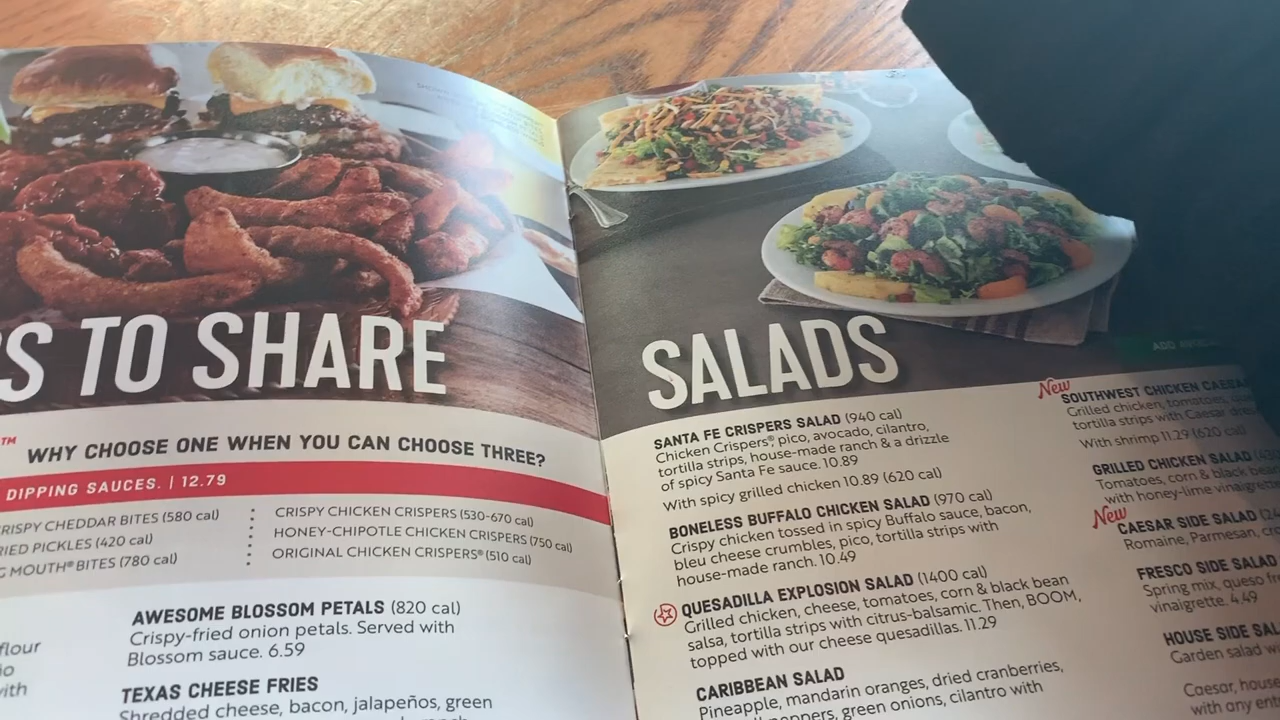 S TO SHARE
™ WHY CHOOSE ONE WHEN YOU CAN CHOOSE THREE?
DIPPING SAUCES. | 12.79
CRISPY CHEDDAR BITES (580 cal)
RIED PICKLES (420 cal)
G MOUTH® BITES (780 cal)
CRISPY CHICKEN CRISPERS (530-670 cal)
HONEY-CHIPOTLE CHICKEN CRISPERS (750 cal)
ORIGINAL CHICKEN CRISPERS® (510 cal)
flour
io
with
AWESOME BLOSSOM PETALS (820 cal)
Crispy-fried onion petals. Served with
Blossom sauce. 6.59
TEXAS CHEESE FRIES
Shredded cheese, bacon, jalapeños, green
SALADS
SANTA FE CRISPERS SALAD (940 cal)
Chicken Crispers®, pico, avocado, cilantro,
tortilla strips, house-made ranch & a drizzle
of spicy Santa Fe sauce. 10.89
With spicy grilled chicken 10.89 (620 cal)
BONELESS BUFFALO CHICKEN SALAD (970 cal)
Crispy chicken tossed in spicy Buffalo sauce, bacon,
bleu cheese crumbles, pico, tortilla strips with
house-made ranch. 10.49
QUESADILLA EXPLOSION SALAD (1400 cal)
Grilled chicken, cheese, tomatoes, corn & black bean
salsa, tortilla strips with citrus-balsamic. Then, BOOM,
topped with our cheese quesadillas. 11.29
CARIBBEAN SALAD
Pineapple, mandarin oranges, dried cranberries,
peppers, green onions, cilantro with
ADD
New
SOUTHWEST CHICKEN CAESA
Grilled chicken, tomatoes,
tortilla strips with Caesar dres
With shrimp 11.29 (620 cal)
GRILLED CHICKEN SALAD
Tomatoes, corn & black bea
with honey-lime vinaigrette
New
CAESAR SIDE SALAD
Romaine, Parmesan, cr
FRESCO SIDE SALAD
Spring mix, queso fr
vinaigrette. 4.49
HOUSE SIDE SAL
Garden salad wi
Caesar, house
with any ent